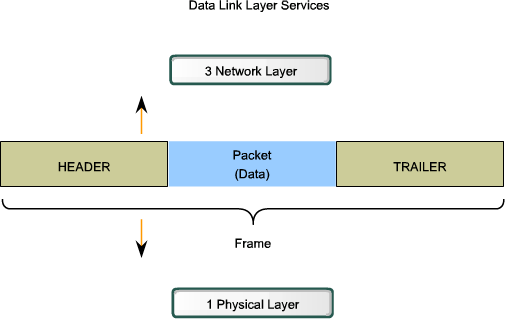 Data Link Layer Services
3 Network Layer
HEADER
Packet
(Data)
TRAILER
Frame
1 Physical Layer